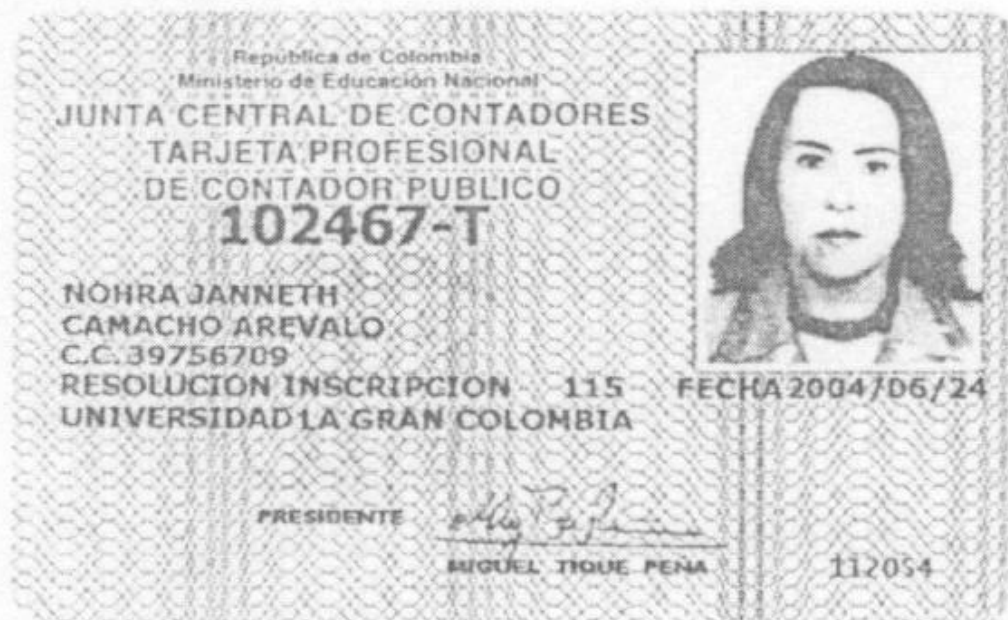 República de Colombia
Ministerio de Educación Nacional
JUNTA CENTRAL DE CONTADORES
TARJETA PROFESIONAL
DE CONTADOR PUBLICO
102467-T
NOHRA JANNETH
CAMACHO AREVALO
C.C. 39756709
RESOLUCION INSCRIPCION 115 FECHA 2004/06/24
UNIVERSIDAD LA GRAN COLOMBIA
PRESIDENTE
MIGUEL TIQUE PEÑA
112054